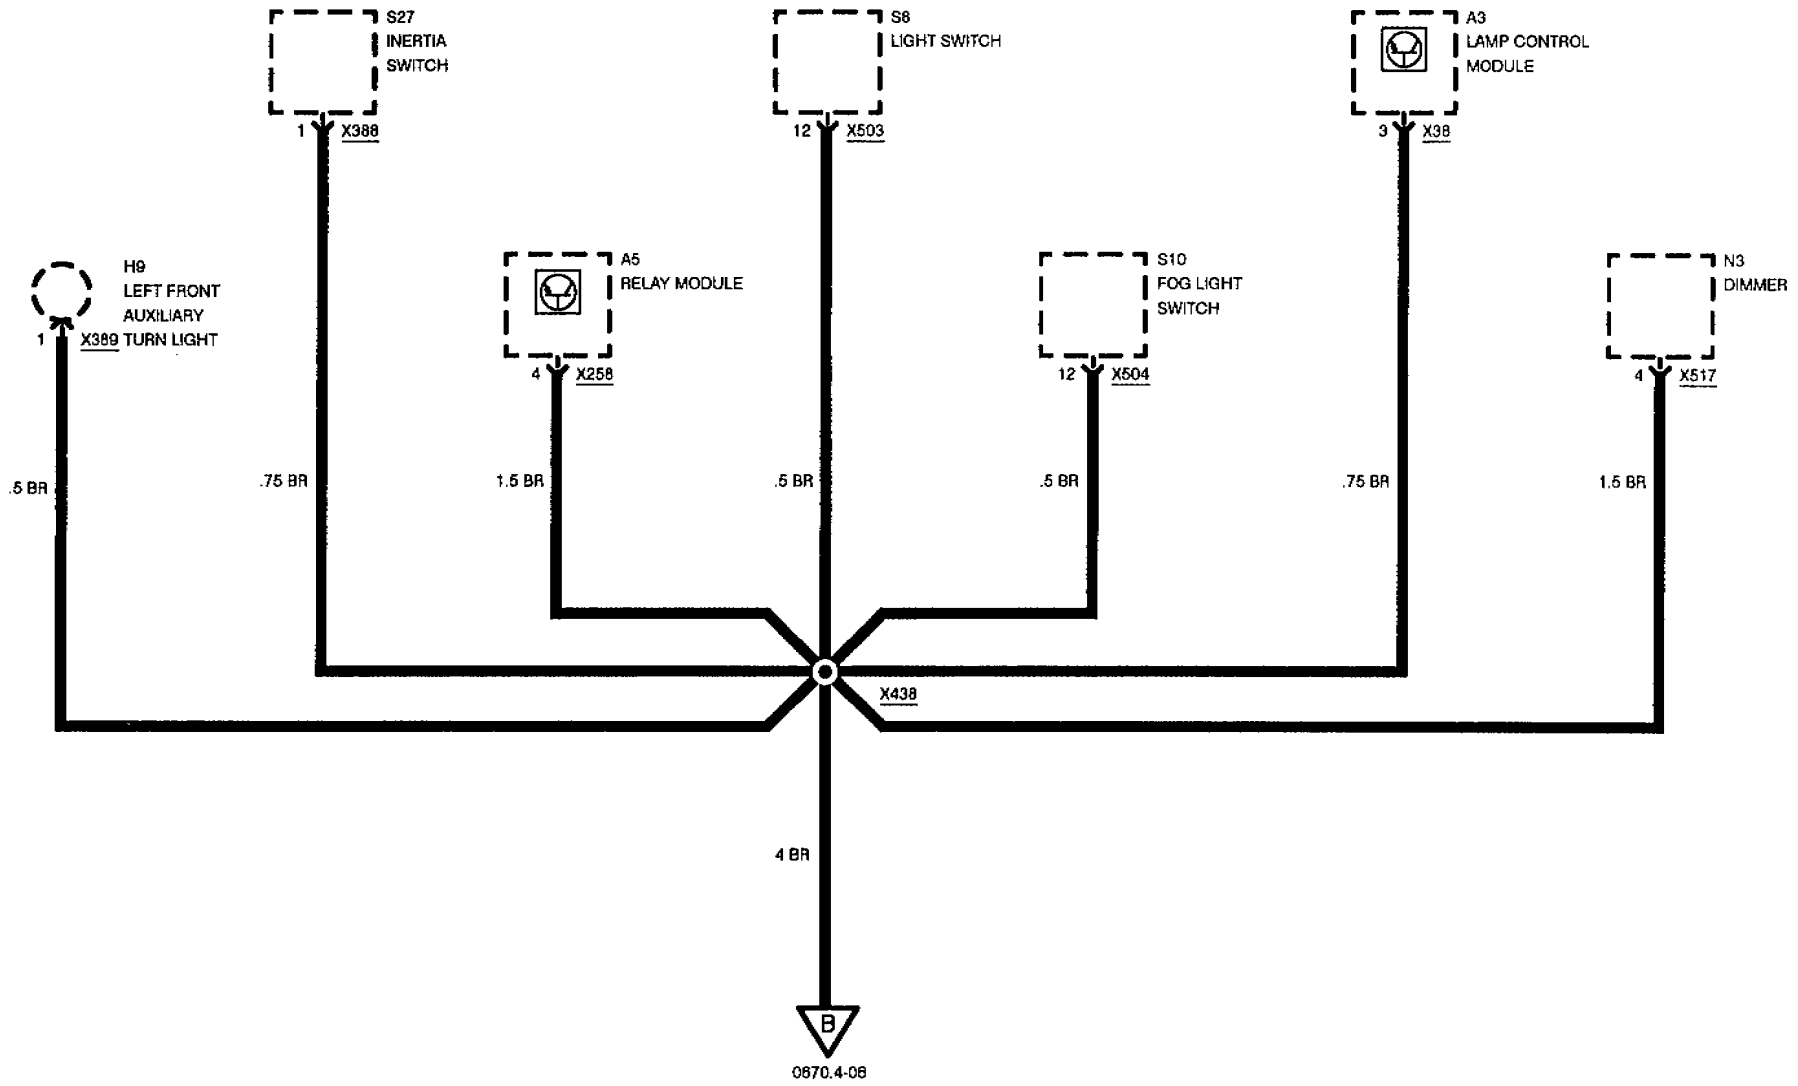 S27
INERTIA
SWITCH
1 X388
S8
LIGHT SWITCH
12 X503
A3
LAMP CONTROL
MODULE
3 X38
H9
LEFT FRONT
AUXILIARY
TURN LIGHT
1 X389
A5
RELAY MODULE
4 X258
S10
FOG LIGHT
SWITCH
12 X504
N3
DIMMER
4 X517
.5 BR
.75 BR
1.5 BR
.5 BR
.5 BR
.75 BR
1.5 BR
X438
4 BR
B
0670.4-06